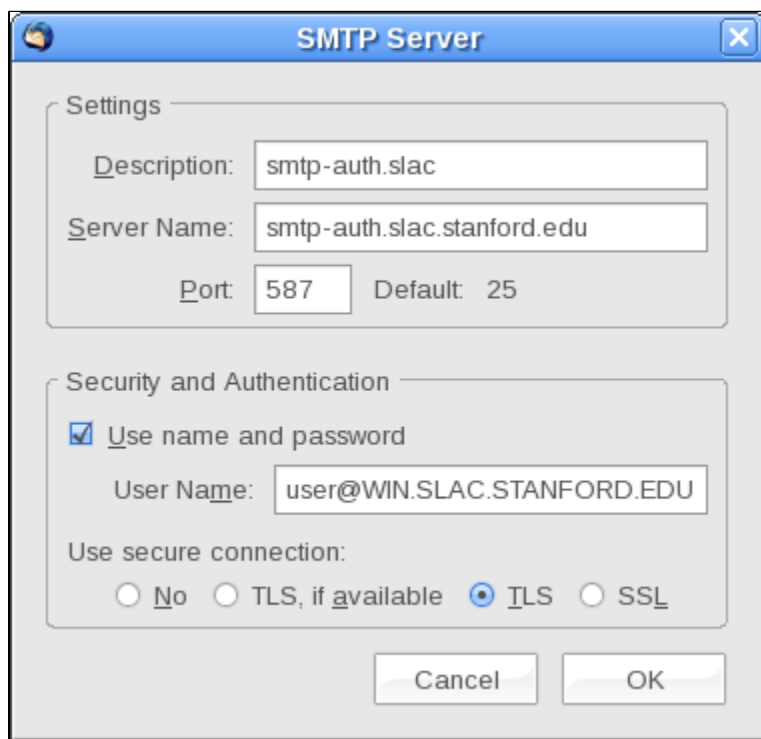 SMTP Server
Settings
Description: smtp-auth.slac
Server Name: smtp-auth.slac.stanford.edu
Port: 587 Default: 25
Security and Authentication
Use name and password
User Name: user@WIN.SLAC.STANFORD.EDU
Use secure connection:
No TLS, if available TLS SSL
Cancel OK